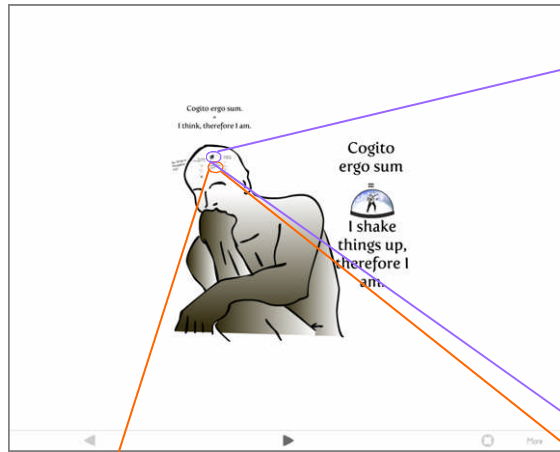 Cogito ergo sum.
=
I think, therefore I am.
Cogito
ergo sum
=
I shake
things up,
therefore I
am.
More